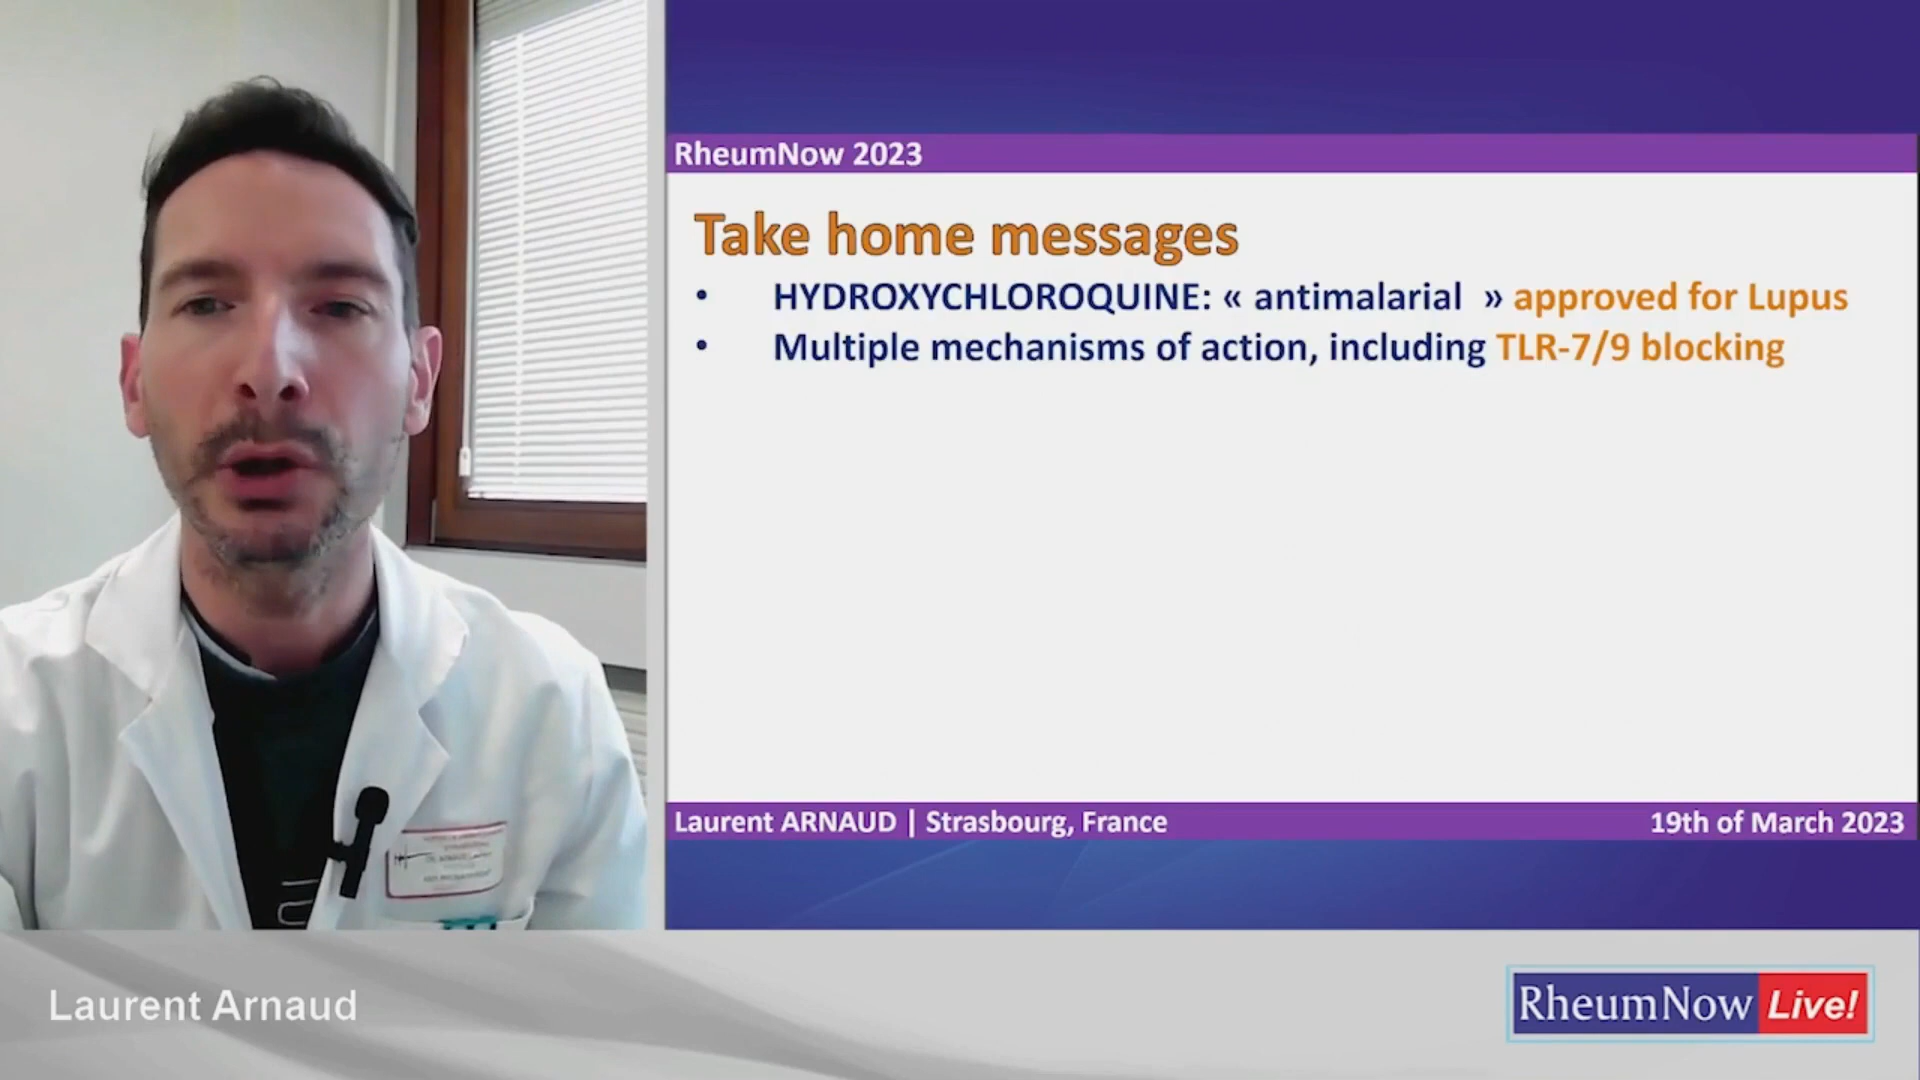 RheumNow 2023
Take home messages
• HYDROXYCHLOROQUINE: « antimalarial » approved for Lupus
• Multiple mechanisms of action, including TLR-7/9 blocking
Laurent ARNAUD | Strasbourg, France
19th of March 2023
Laurent Arnaud
RheumNow Live!